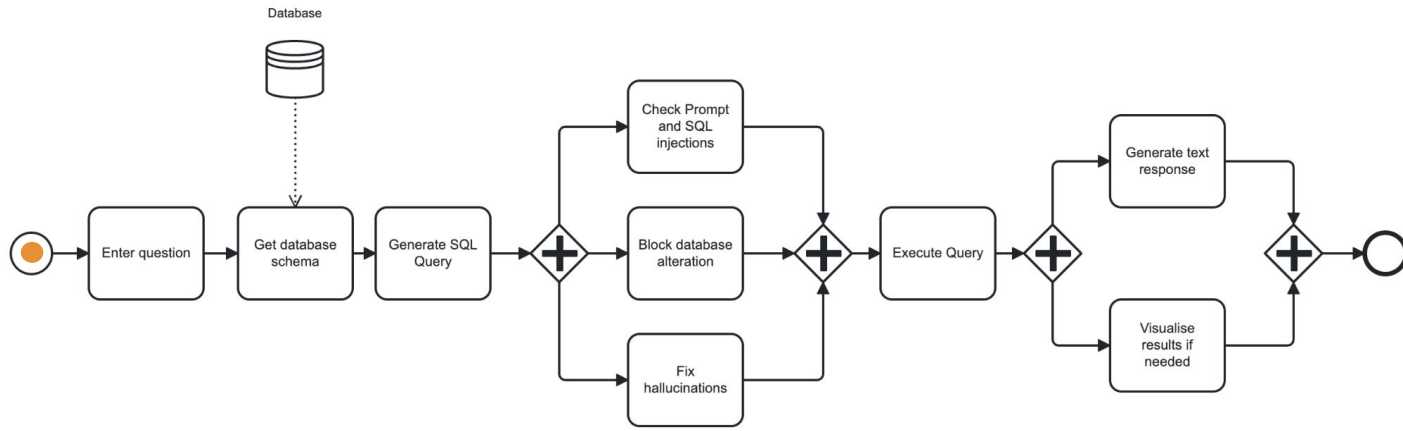 Database
Enter question
Get database
schema
Generate SQL
Query
Check Prompt
and SQL
injections
Block database
alteration
Fix
hallucinations
Execute Query
Generate text
response
Visualise
results if
needed